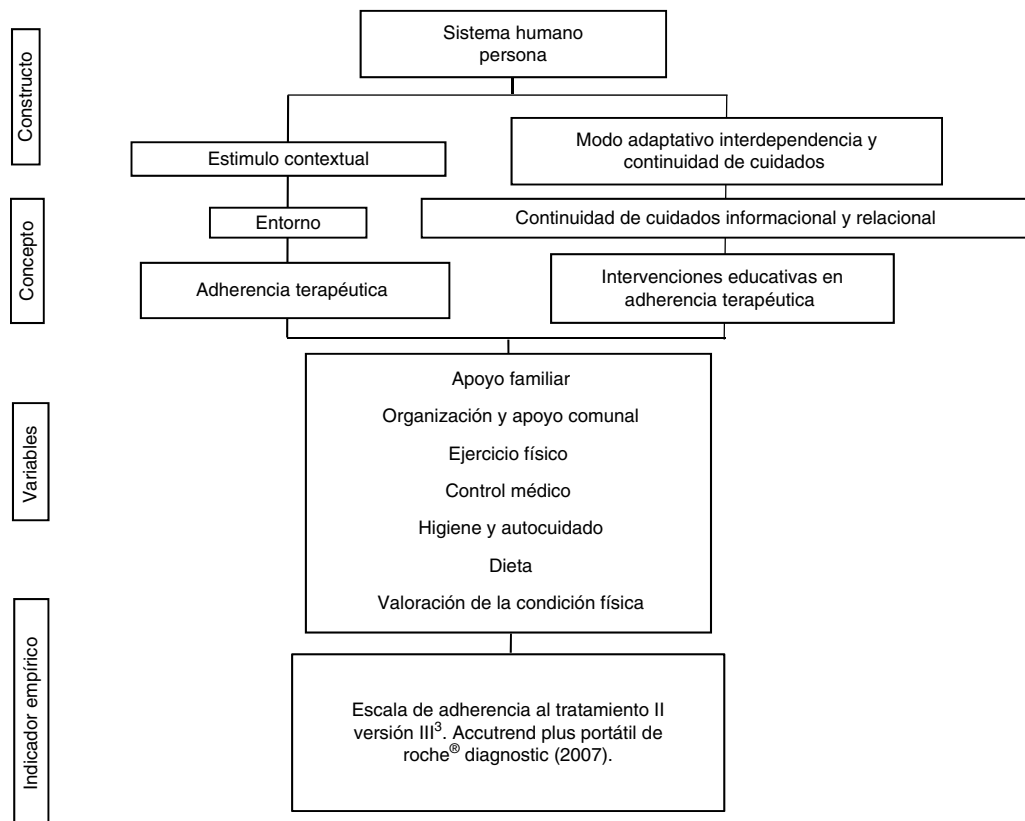 Constructo
Sistema humano
persona
Estimulo contextual
Modo adaptativo interdependencia y
continuidad de cuidados
Concepto
Entorno
Continuidad de cuidados informacional y relacional
Adherencia terapéutica
Intervenciones educativas en
adherencia terapéutica
Variables
Apoyo familiar
Organización y apoyo comunal
Ejercicio físico
Control médico
Higiene y autocuidado
Dieta
Valoración de la condición física
Indicador empírico
Escala de adherencia al tratamiento II
versión III³. Accutrend plus portátil de
roche® diagnostic (2007).